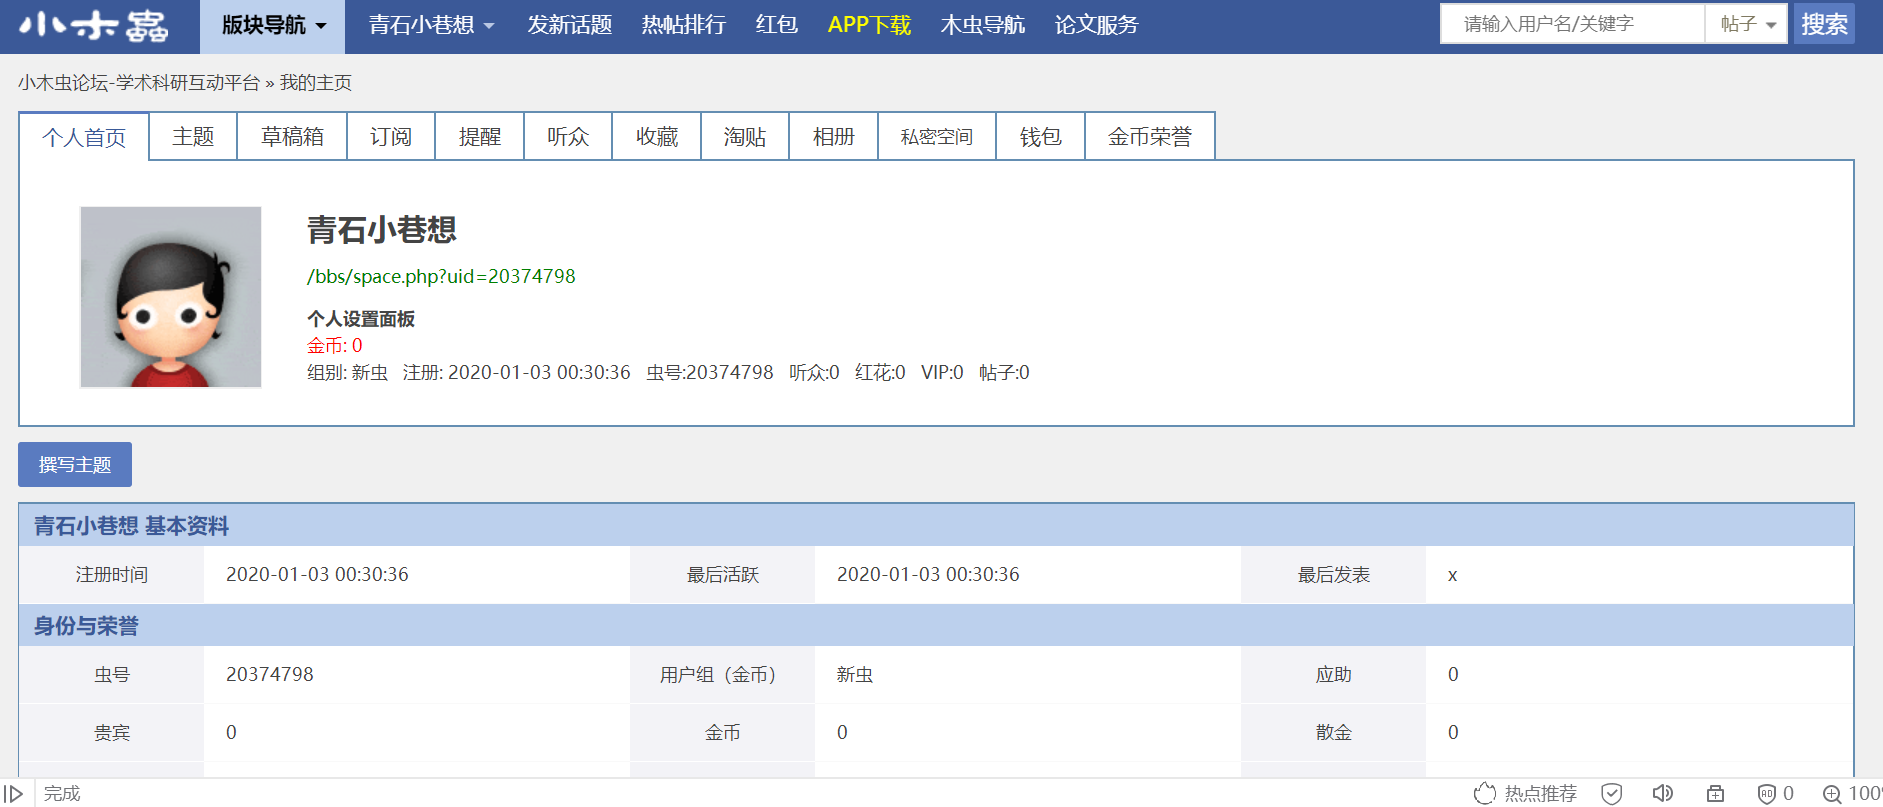 小木蟲 版块导航 青石小巷想 发新话题 热帖排行 红包 APP下载 木虫导航 论文服务 请输入用户名/关键字 帖子 搜索
小木虫论坛-学术科研互动平台 » 我的主页
个人首页 主题 草稿箱 订阅 提醒 听众 收藏 淘贴 相册 私密空间 钱包 金币荣誉
青石小巷想
/bbs/space.php?uid=20374798
个人设置面板
金币: 0
组别: 新虫 注册: 2020-01-03 00:30:36 虫号:20374798 听众:0 红花:0 VIP:0 帖子:0
撰写主题
青石小巷想 基本资料
注册时间 2020-01-03 00:30:36 最后活跃 2020-01-03 00:30:36 最后发表 x
身份与荣誉
虫号 20374798 用户组（金币） 新虫 应助 0
贵宾 0 金币 0 散金 0
完成 热点推荐 AD 0 100%